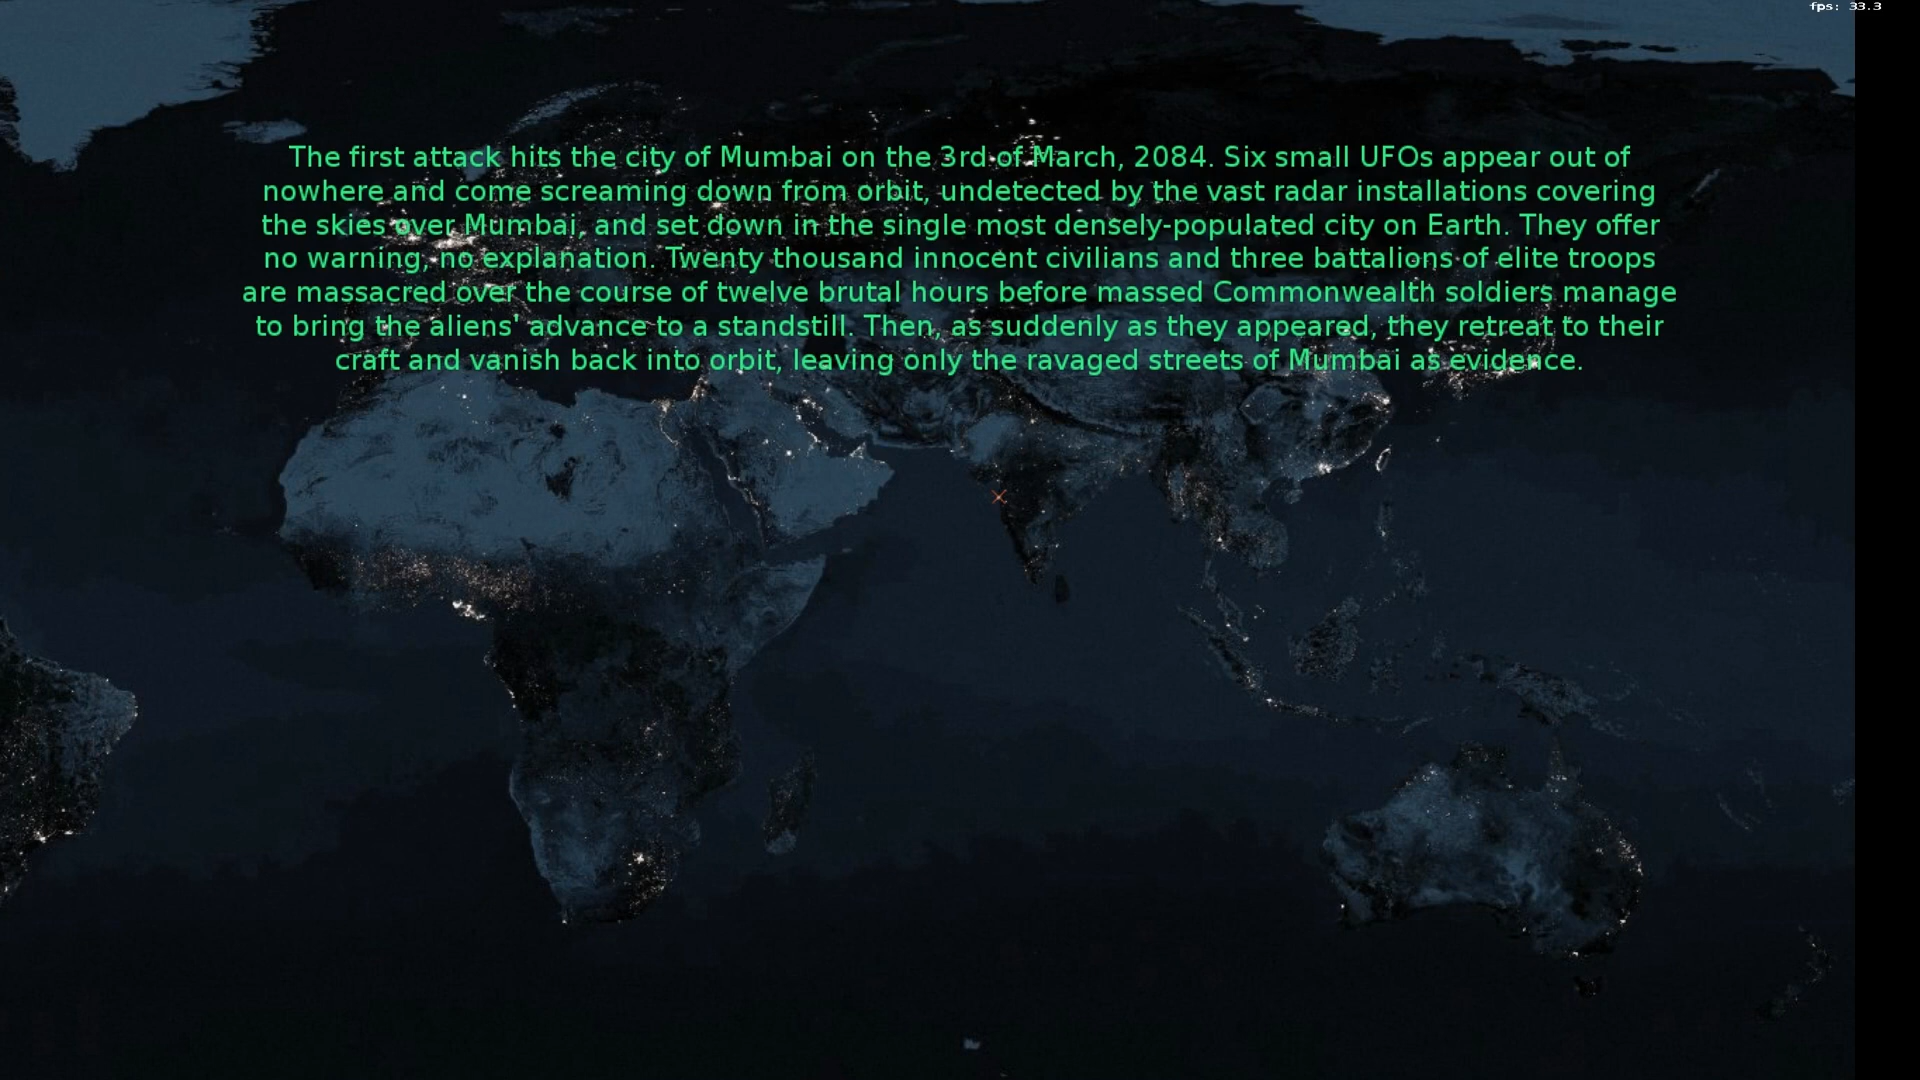 fps: 33.3
The first attack hits the city of Mumbai on the 3rd of March, 2084. Six small UFOs appear out of
nowhere and come screaming down from orbit, undetected by the vast radar installations covering
the skies over Mumbai, and set down in the single most densely-populated city on Earth. They offer
no warning, no explanation. Twenty thousand innocent civilians and three battalions of elite troops
are massacred over the course of twelve brutal hours before massed Commonwealth soldiers manage
to bring the aliens' advance to a standstill. Then, as suddenly as they appeared, they retreat to their
craft and vanish back into orbit, leaving only the ravaged streets of Mumbai as evidence.